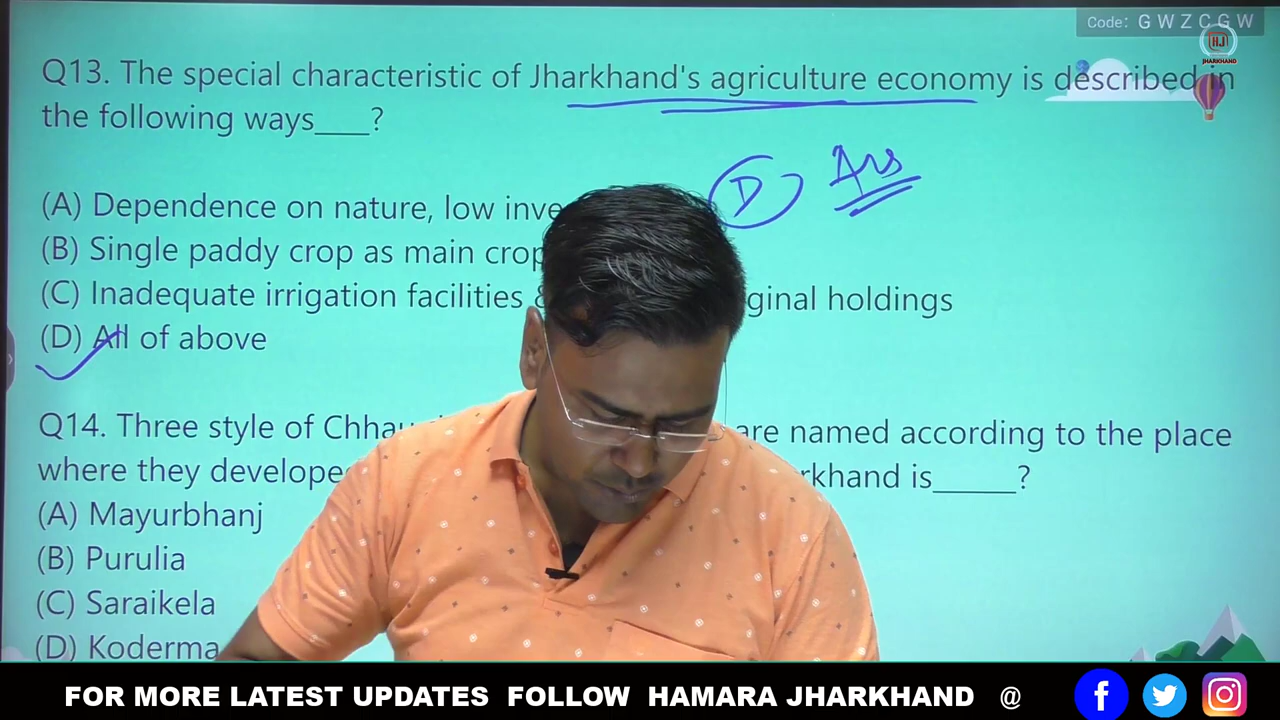 Code: G W Z C G W
HJ
JHARKHAND
Q13. The special characteristic of Jharkhand's agriculture economy is described in
the following ways____?
D Ans
(A) Dependence on nature, low inve
(B) Single paddy crop as main crop
(C) Inadequate irrigation facilities ginal holdings
(D) All of above
Q14. Three style of Chhau are named according to the place
where they develope rkhand is______?
(A) Mayurbhanj
(B) Purulia
(C) Saraikela
(D) Koderma
FOR MORE LATEST UPDATES FOLLOW HAMARA JHARKHAND @